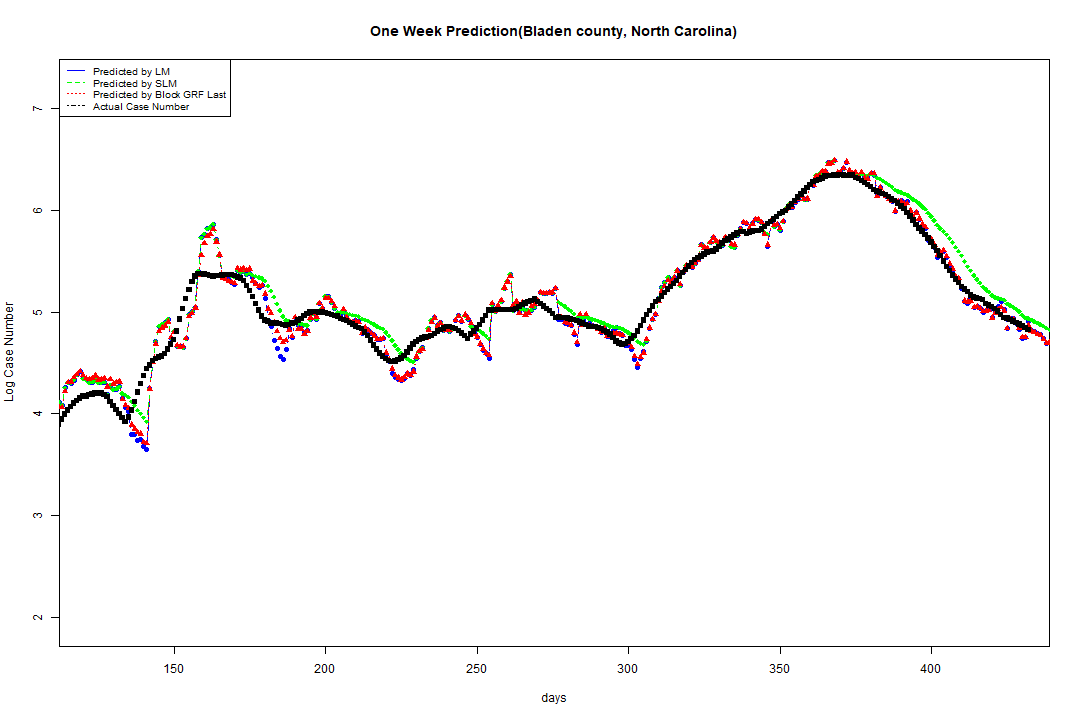 One Week Prediction(Bladen county, North Carolina)
Predicted by LM
Predicted by SLM
Predicted by Block GRF Last
Actual Case Number
7
6
5
4
3
2
Log Case Number
150 200 250 300 350 400
days